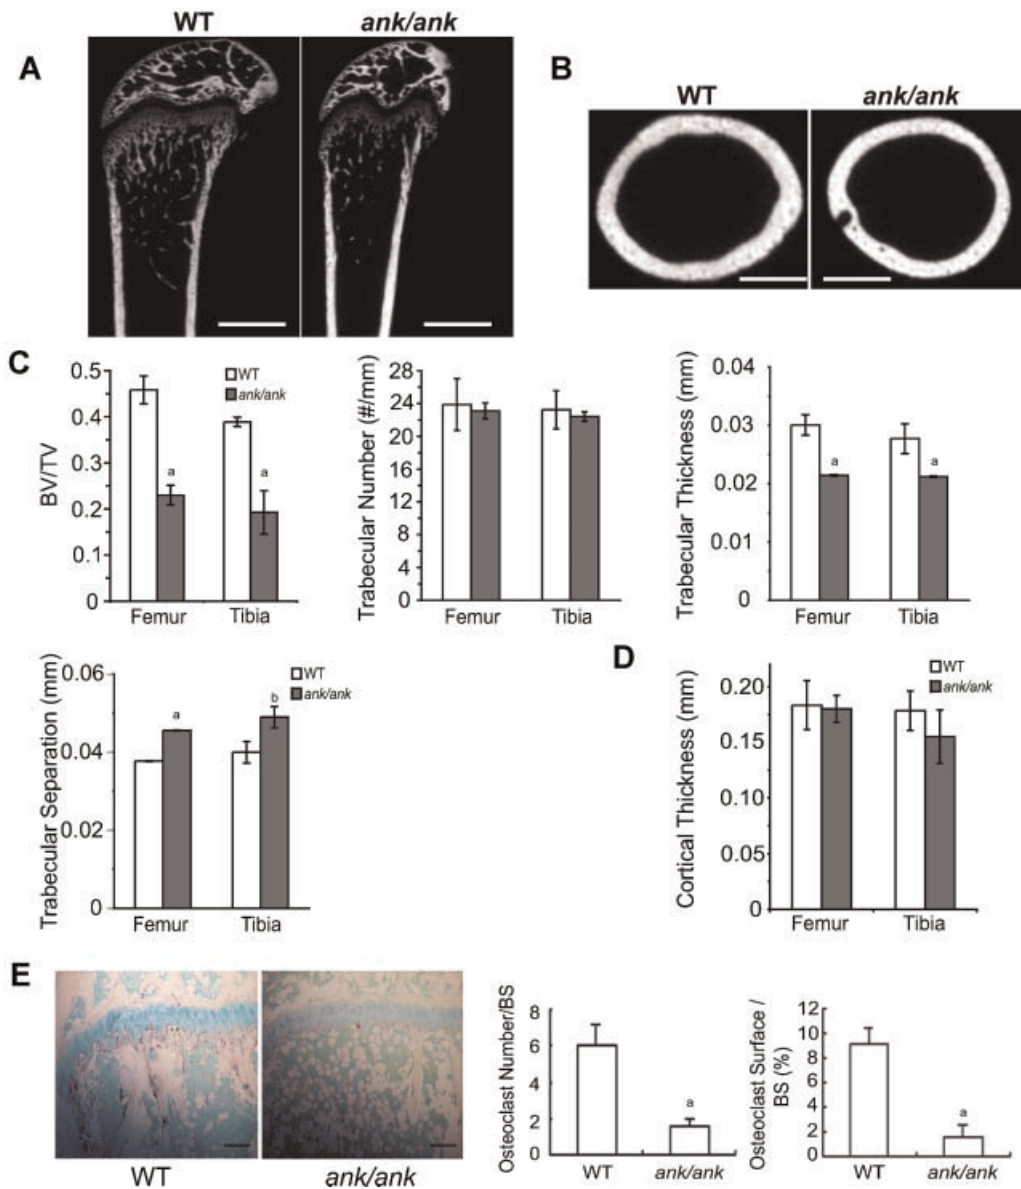 WT
ank/ank
A
B
WT
ank/ank
C
BV/TV
0.5
0.4
0.3
0.2
0.1
0
WT
ank/ank
a
a
Femur
Tibia
Trabecular Number (#/mm)
28
24
20
16
12
8
4
0
Femur
Tibia
Trabecular Thickness (mm)
0.04
0.03
0.02
0.01
0
a
a
Femur
Tibia
Trabecular Separation (mm)
0.06
0.04
0.02
0
WT
ank/ank
a
b
Femur
Tibia
D
Cortical Thickness (mm)
0.20
0.15
0.10
0.05
0
WT
ank/ank
Femur
Tibia
E
WT
ank/ank
Osteoclast Number/BS
8
6
4
2
0
a
WT
ank/ank
Osteoclast Surface /
BS (%)
12
10
8
6
4
2
0
a
WT
ank/ank